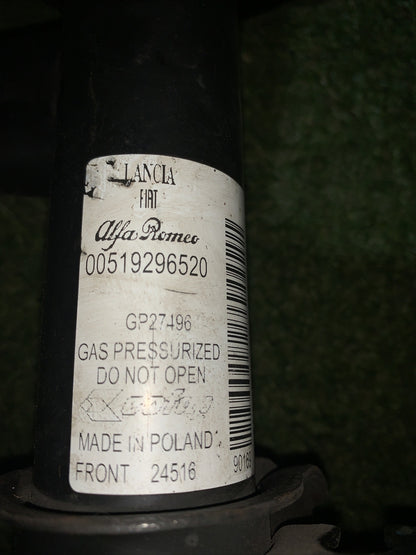 LANCIA
FIAT
Alfa Romeo
00519296520
GP27496
GAS PRESSURIZED
DO NOT OPEN
MADE IN POLAND
FRONT 24516